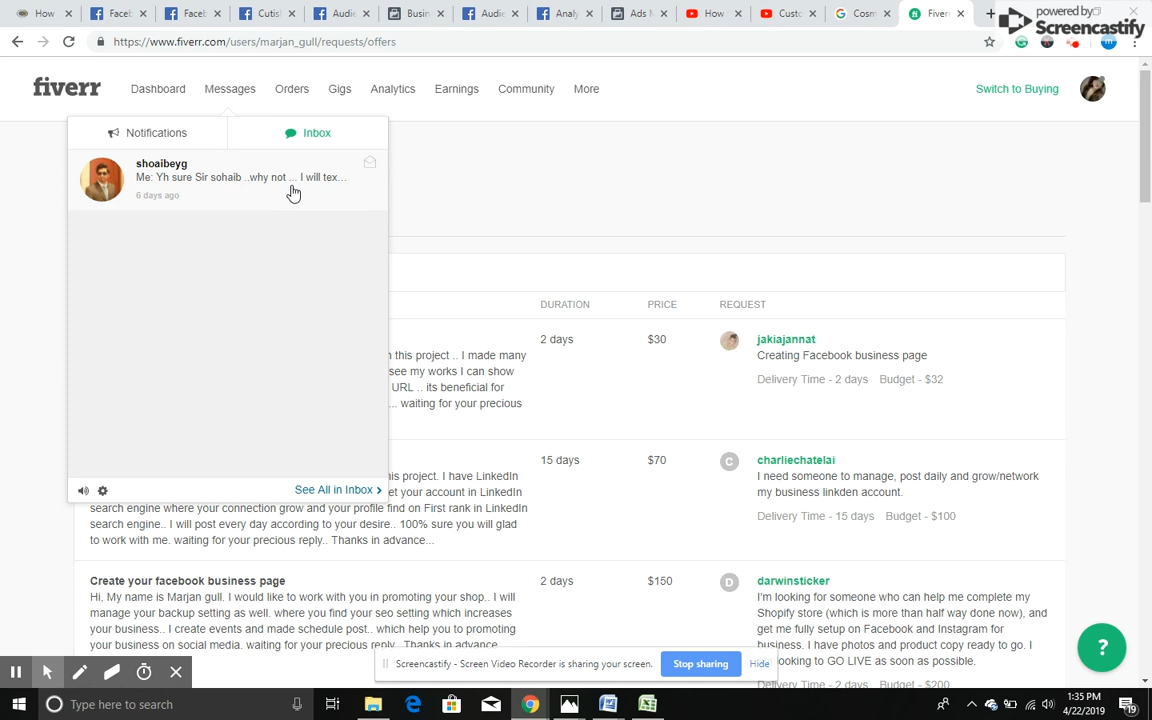 How
Faceb
Faceb
Cutis
Audie
Busin
Audie
Analy
Ads M
How
Custo
Cosm
Fiverr
powered by
Screencastify
https://www.fiverr.com/users/marjan_gull/requests/offers
fiverr
Dashboard Messages Orders Gigs Analytics Earnings Community More
Switch to Buying
Notifications Inbox
shoaibeyg
Me: Yh sure Sir sohaib ..why not ... I will tex...
6 days ago
See All in Inbox
DURATION PRICE REQUEST
2 days $30 jakiajannat
n this project .. I made many
see my works I can show
URL .. its beneficial for
... waiting for your precious
Creating Facebook business page
Delivery Time - 2 days Budget - $32
15 days $70 charliechatelai
his project. I have LinkedIn
et your account in LinkedIn
search engine where your connection grow and your profile find on First rank in LinkedIn
search engine.. I will post every day according to your desire.. 100% sure you will glad
to work with me. waiting for your precious reply.. Thanks in advance...
I need someone to manage, post daily and grow/network
my business linkden account.
Delivery Time - 15 days Budget - $100
C
Create your facebook business page
2 days $150 darwinsticker
D
Hi, My name is Marjan gull. I would like to work with you in promoting your shop.. I will
manage your backup setting as well. where you find your seo setting which increases
your business.. I create events and made schedule post.. which help you to promoting
your business on social media. waiting for your precious reply.. Thanks in advance
I'm looking for someone who can help me complete my
Shopify store (which is more than half way done now), and
get me fully setup on Facebook and Instagram for
business. I have photos and product copy ready to go. I
looking to GO LIVE as soon as possible.
Delivery Time - 2 days Budget - $200
?
Screencastify - Screen Video Recorder is sharing your screen. Stop sharing Hide
Type here to search
1:35 PM
4/22/2019
19